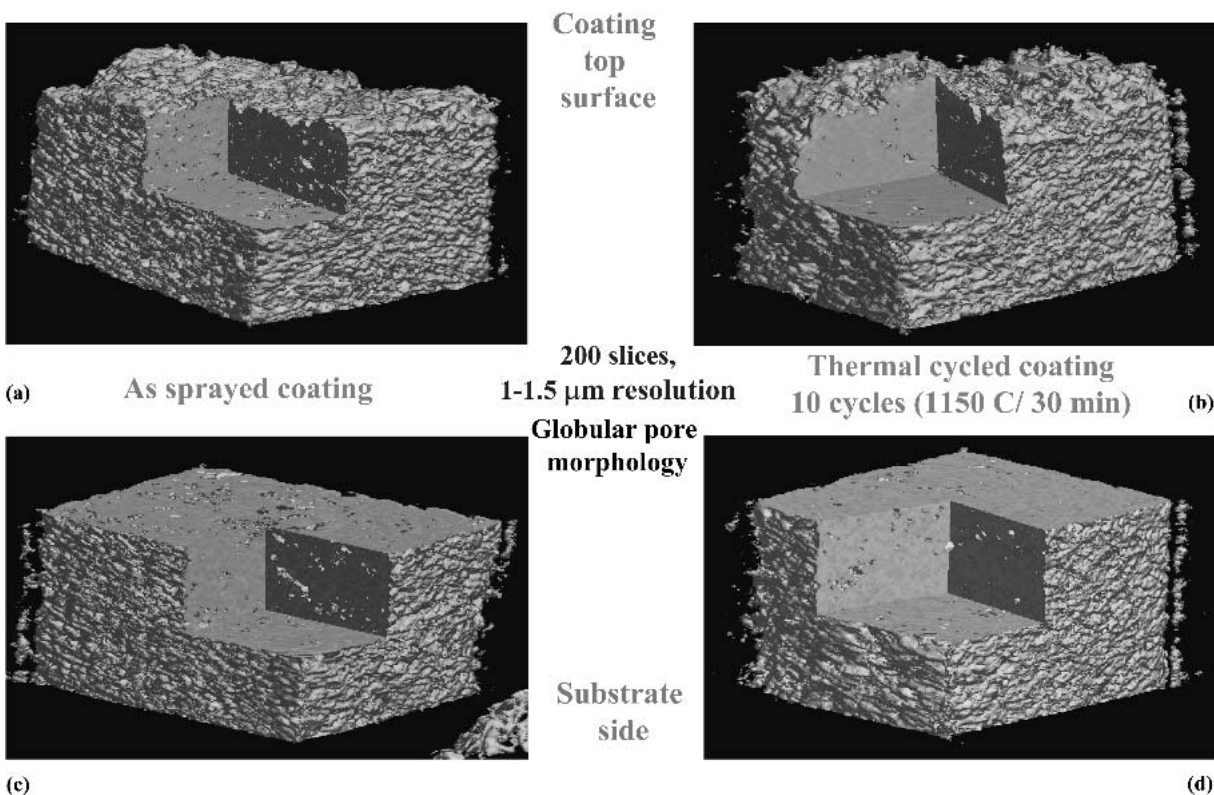 Coating
top
surface
200 slices,
1-1.5 μm resolution
(a)
As sprayed coating
Thermal cycled coating
10 cycles (1150 C/ 30 min)
(b)
Globular pore
morphology
Substrate
side
(c)
(d)